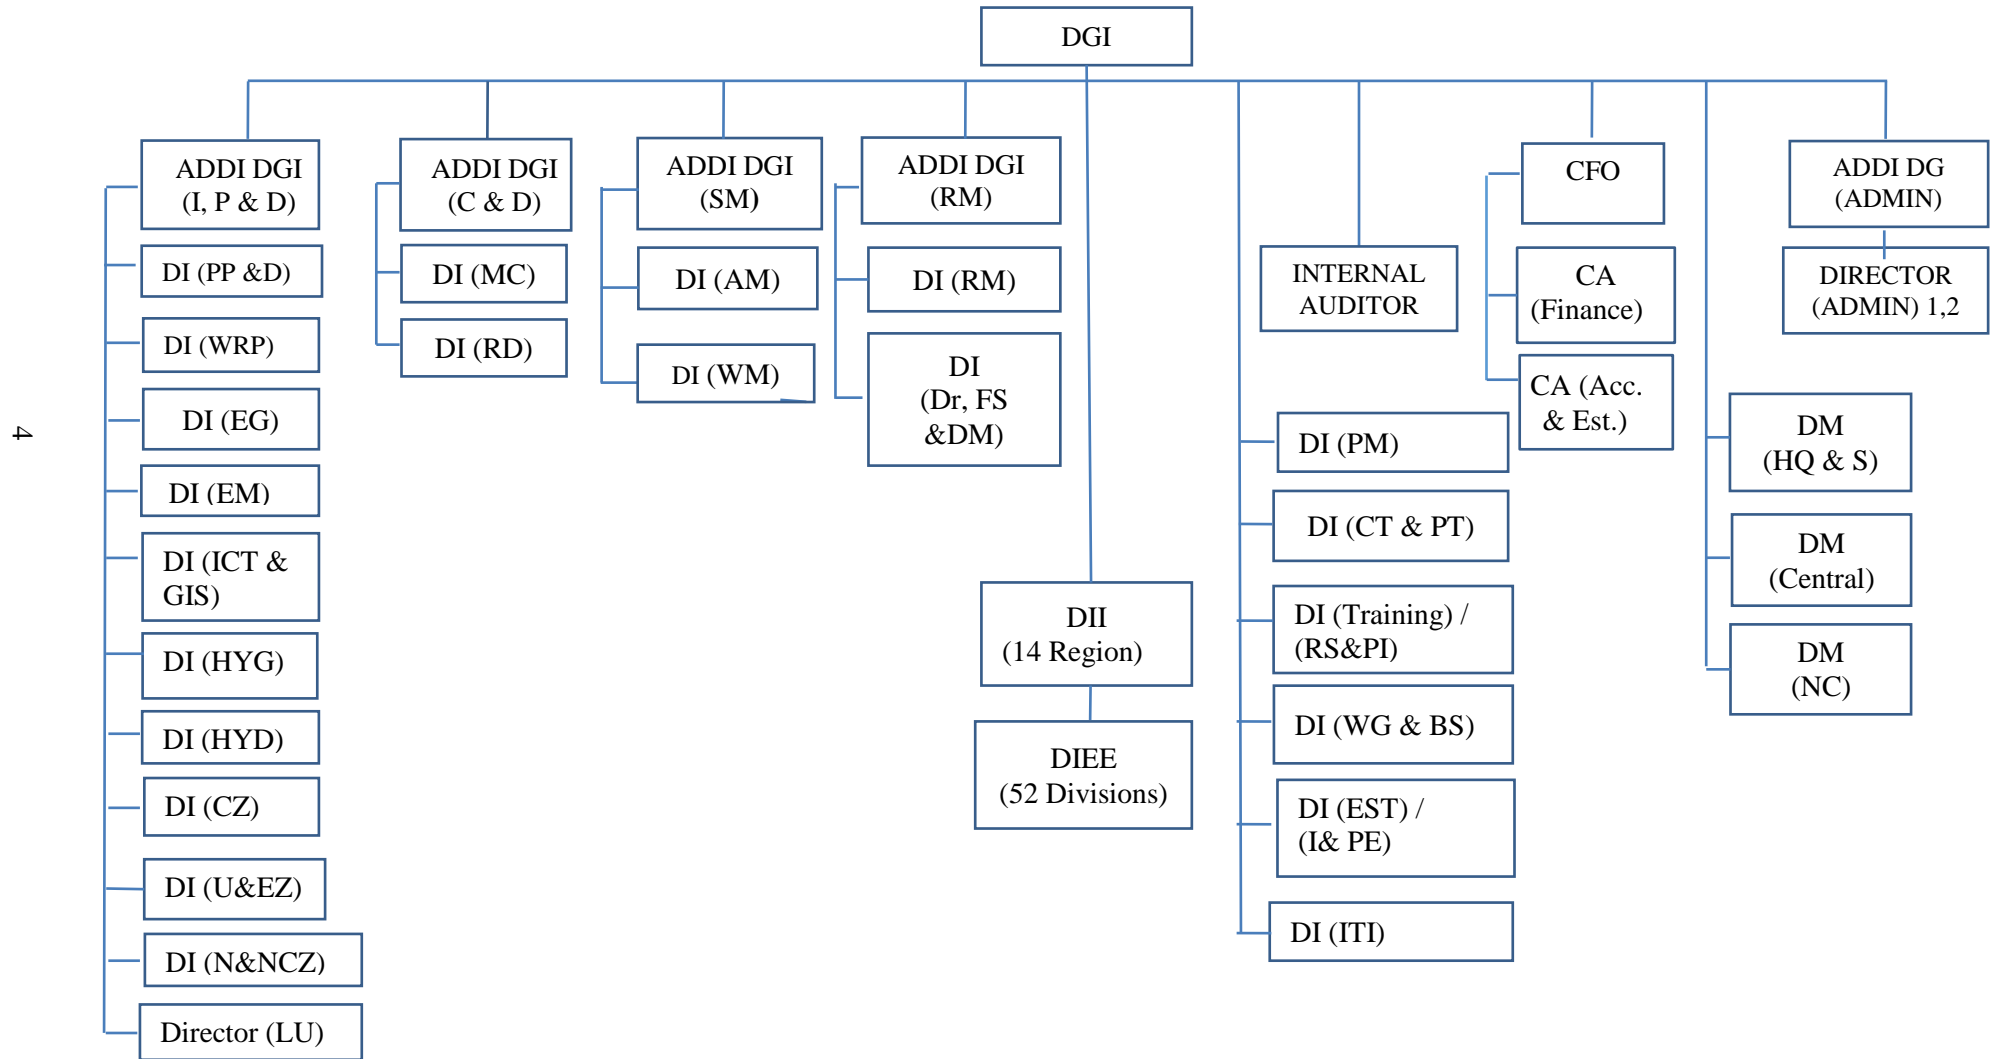 DGI
ADDI DGI
(I, P & D)
DI (PP &D)
DI (WRP)
DI (EG)
DI (EM)
DI (ICT &
GIS)
DI (HYG)
DI (HYD)
DI (CZ)
DI (U&EZ)
DI (N&NCZ)
Director (LU)
ADDI DGI
(C & D)
DI (MC)
DI (RD)
ADDI DGI
(SM)
DI (AM)
DI (WM)
ADDI DGI
(RM)
DI (RM)
DI
(Dr, FS
&DM)
DII
(14 Region)
DIEE
(52 Divisions)
DI (PM)
DI (CT & PT)
DI (Training) /
(RS&PI)
DI (WG & BS)
DI (EST) /
(I& PE)
DI (ITI)
INTERNAL
AUDITOR
CFO
CA
(Finance)
CA (Acc.
& Est.)
DM
(HQ & S)
DM
(Central)
DM
(NC)
ADDI DG
(ADMIN)
DIRECTOR
(ADMIN) 1,2
4